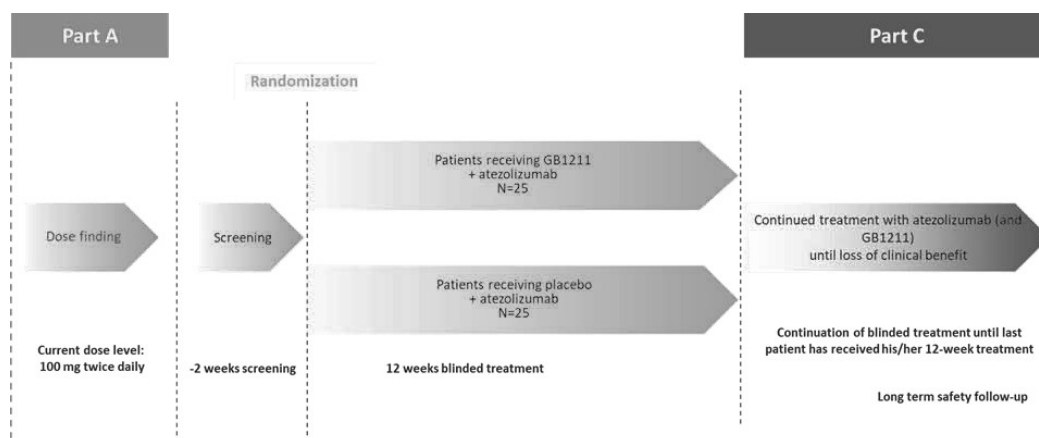 Part A
Part C
Randomization
Patients receiving GB1211
+ atezolizumab
N=25
Dose finding
Screening
Continued treatment with atezolizumab (and
GB1211)
until loss of clinical benefit
Patients receiving placebo
+ atezolizumab
N=25
Current dose level:
100 mg twice daily
-2 weeks screening
12 weeks blinded treatment
Continuation of blinded treatment until last
patient has received his/her 12-week treatment
Long term safety follow-up